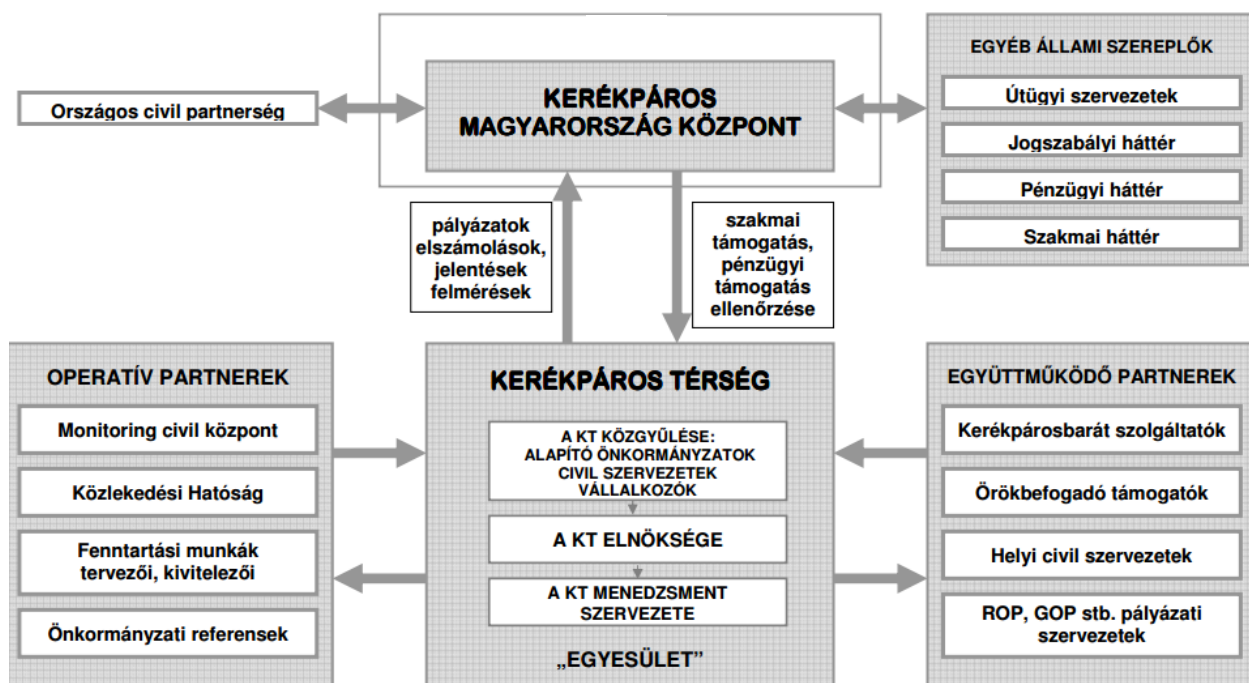 Országos civil partnerség
KERÉKPÁROS
MAGYARORSZÁG KÖZPONT
EGYÉB ÁLLAMI SZEREPLŐK
Útügyi szervezetek
Jogszabályi háttér
Pénzügyi háttér
Szakmai háttér
pályázatok
elszámolások,
jelentések
felmérések
szakmai
támogatás,
pénzügyi
támogatás
ellenőrzése
OPERATÍV PARTNEREK
Monitoring civil központ
Közlekedési Hatóság
Fenntartási munkák
tervezői, kivitelezői
Önkormányzati referensek
KERÉKPÁROS TÉRSÉG
A KT KÖZGYŰLÉSE:
ALAPÍTÓ ÖNKORMÁNYZATOK
CIVIL SZERVEZETEK
VÁLLALKOZÓK
A KT ELNÖKSÉGE
A KT MENEDZSMENT
SZERVEZETE
„EGYESÜLET”
EGYÜTTMŰKÖDŐ PARTNEREK
Kerékpárosbarát szolgáltatók
Örökbefogadó támogatók
Helyi civil szervezetek
ROP, GOP stb. pályázati
szervezetek